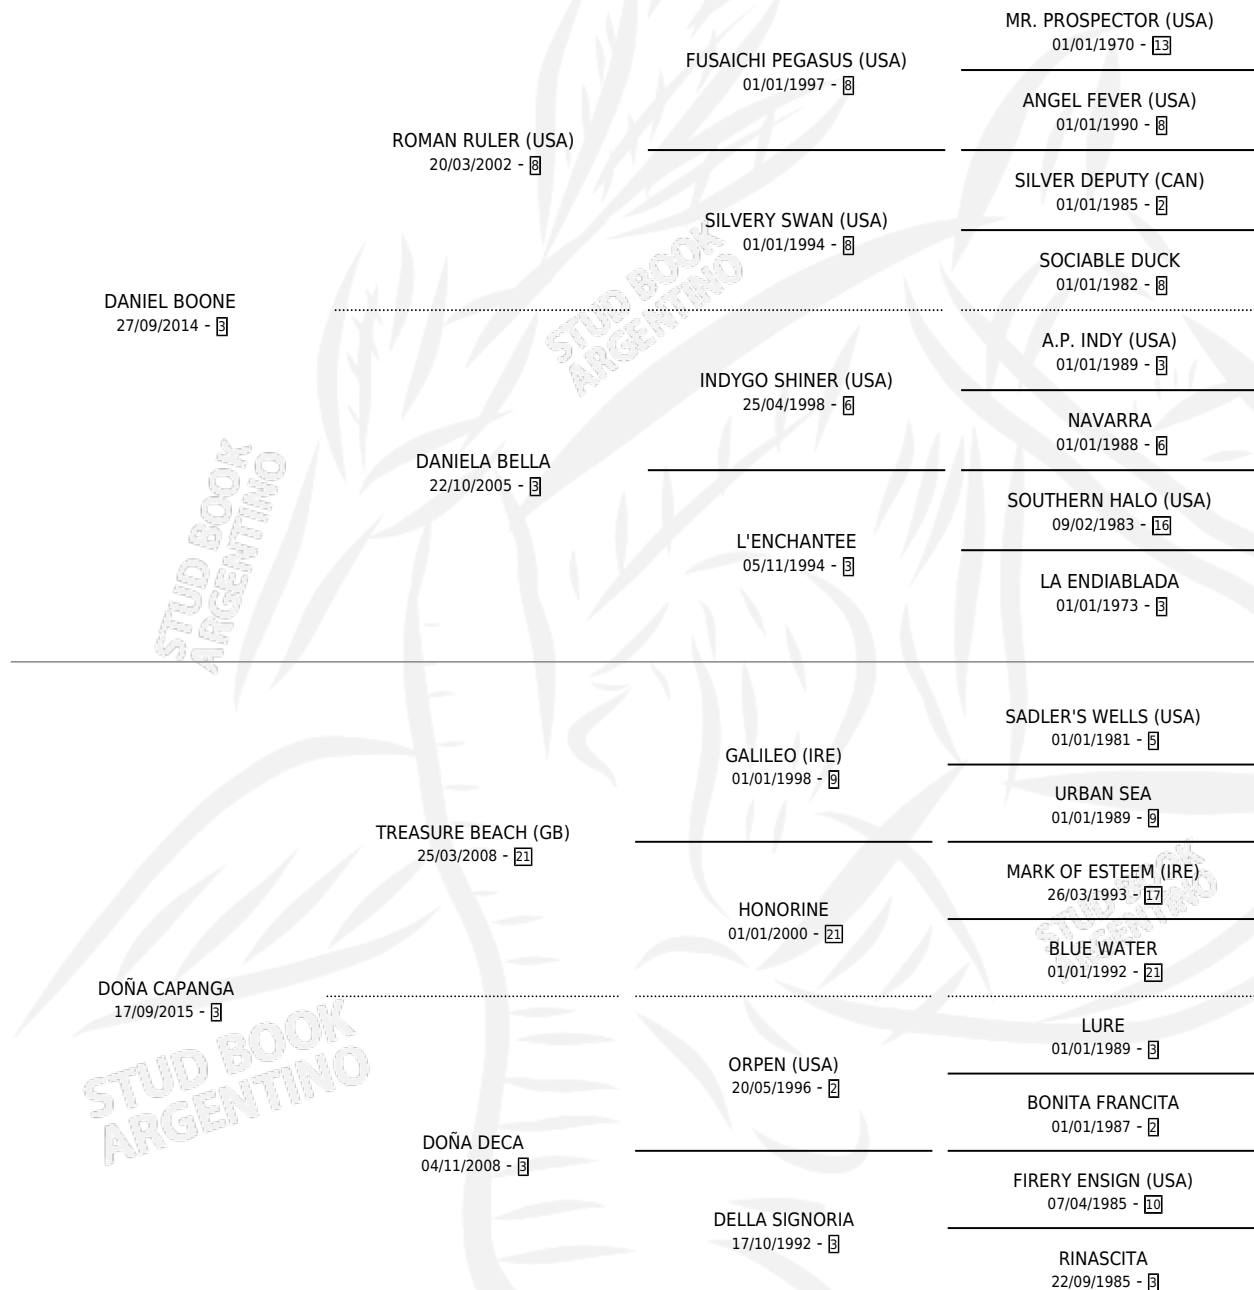 MR. PROSPECTOR (USA)
01/01/1970 - 13
FUSAICHI PEGASUS (USA)
01/01/1997 - 8
ANGEL FEVER (USA)
01/01/1990 - 8
ROMAN RULER (USA)
20/03/2002 - 8
SILVER DEPUTY (CAN)
01/01/1985 - 2
SILVERY SWAN (USA)
01/01/1994 - 8
SOCIABLE DUCK
01/01/1982 - 8
DANIEL BOONE
27/09/2014 - 3
A.P. INDY (USA)
01/01/1989 - 3
INDYGO SHINER (USA)
25/04/1998 - 6
NAVARRA
01/01/1988 - 6
DANIELA BELLA
22/10/2005 - 3
SOUTHERN HALO (USA)
09/02/1983 - 16
L'ENCHANTEE
05/11/1994 - 3
LA ENDIABLADA
01/01/1973 - 3
SADLER'S WELLS (USA)
01/01/1981 - 5
GALILEO (IRE)
01/01/1998 - 9
URBAN SEA
01/01/1989 - 9
TREASURE BEACH (GB)
25/03/2008 - 21
MARK OF ESTEEM (IRE)
26/03/1993 - 17
HONORINE
01/01/2000 - 21
BLUE WATER
01/01/1992 - 21
DOÑA CAPANGA
17/09/2015 - 3
LURE
01/01/1989 - 3
ORPEN (USA)
20/05/1996 - 2
BONITA FRANCITA
01/01/1987 - 2
DOÑA DECA
04/11/2008 - 3
FIRERY ENSIGN (USA)
07/04/1985 - 10
DELLA SIGNORIA
17/10/1992 - 3
RINASCITA
22/09/1985 - 3
STUD BOOK
ARGENTINO
STUD BOOK
ARGENTINO
STUD BOOK
ARGENTINO
STUD BOOK
ARGENTINO